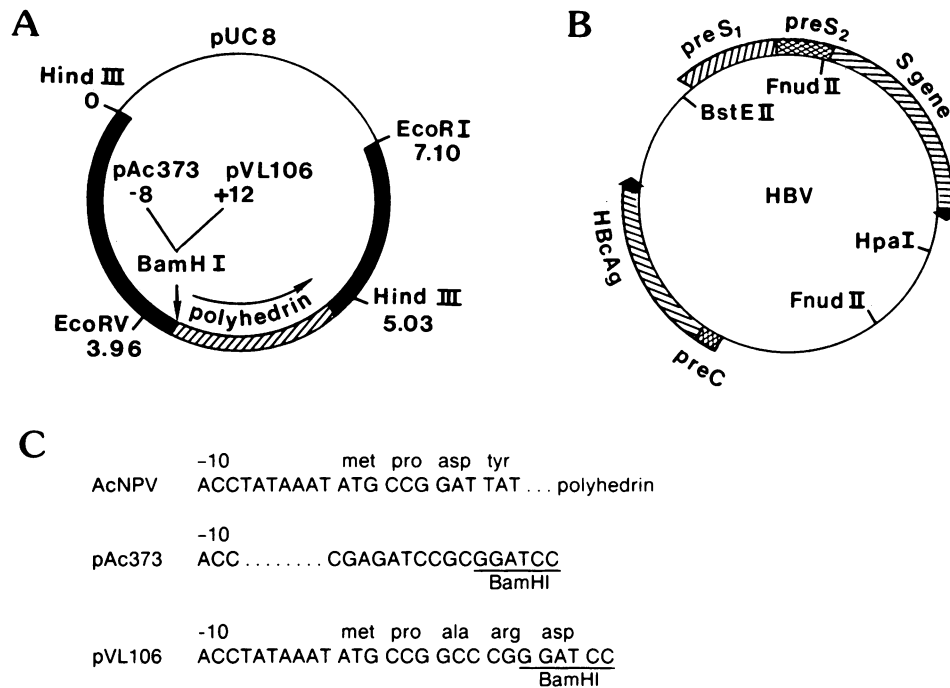 A
pUC8
Hind III
0
EcoRI
7.10
pAc373
-8
pVL106
+12
BamHI
polyhedrin
EcoRV
3.96
Hind III
5.03
B
preS1
preS2
S gene
FnudII
BstEII
HBV
HBcAg
HpaI
FnudII
preC
C
-10
met pro asp tyr
AcNPV ACCTATAAAT ATG CCG GAT TAT ... polyhedrin
-10
pAc373 ACC ........ CGAGATCCGCGGATCC
BamHI
-10
met pro ala arg asp
pVL106 ACCTATAAAT ATG CCG GCC CGG GAT CC
BamHI